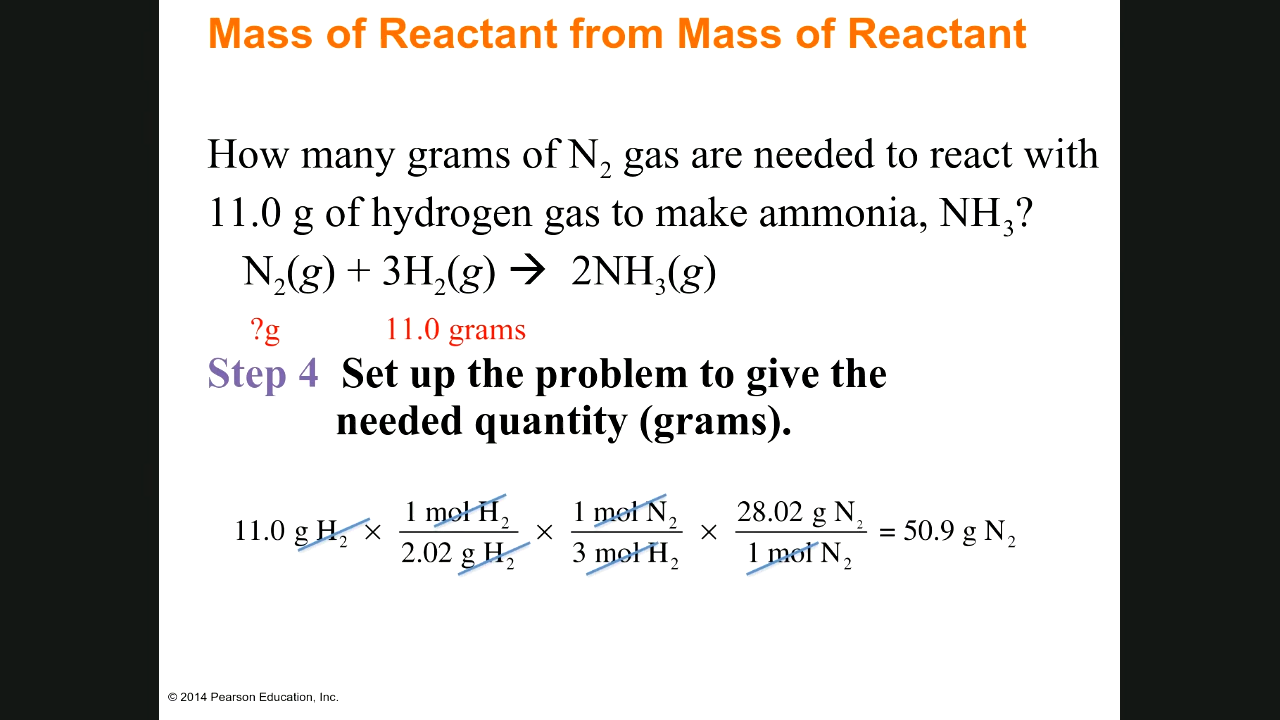 Mass of Reactant from Mass of Reactant
How many grams of N₂ gas are needed to react with
11.0 g of hydrogen gas to make ammonia, NH₃?
N₂(g) + 3H₂(g) → 2NH₃(g)
?g 11.0 grams
Step 4 Set up the problem to give the
needed quantity (grams).
11.0 g H₂ × 1 mol H₂ / 2.02 g H₂ × 1 mol N₂ / 3 mol H₂ × 28.02 g N₂ / 1 mol N₂ = 50.9 g N₂
© 2014 Pearson Education, Inc.